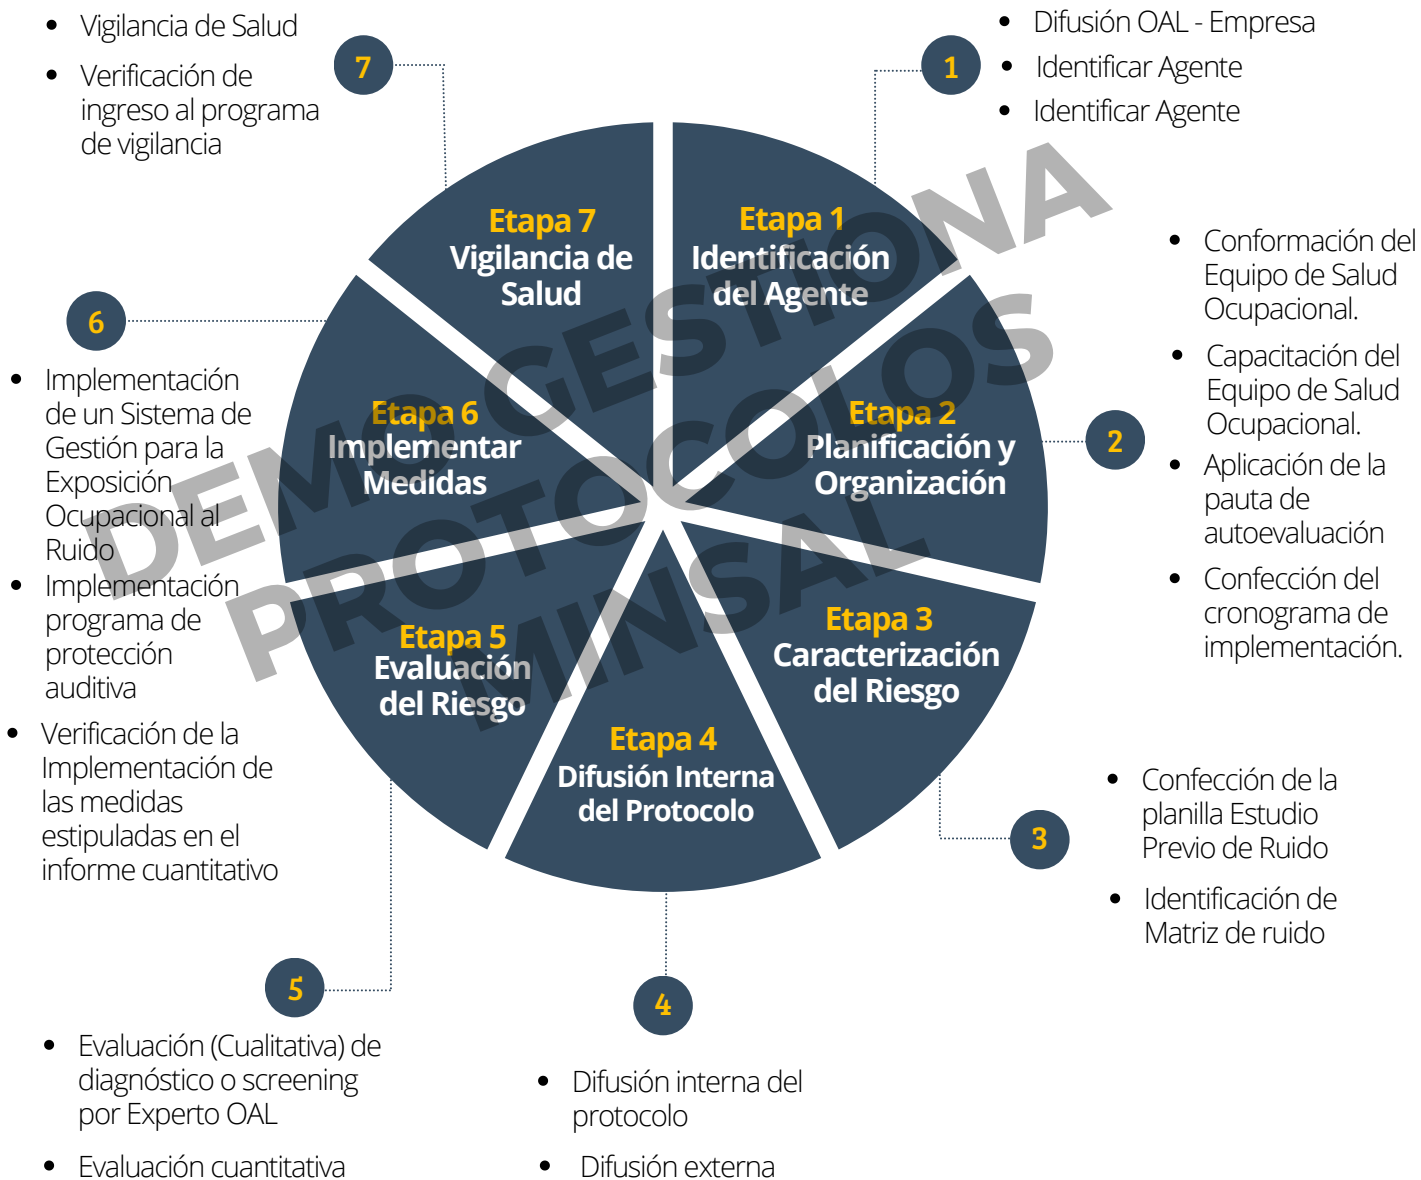 • Difusión OAL - Empresa
• Identificar Agente
• Identificar Agente
1
Etapa 1
Identificación
del Agente
• Conformación del
Equipo de Salud
Ocupacional.
• Capacitación del
Equipo de Salud
Ocupacional.
• Aplicación de la
pauta de
autoevaluación
• Confección del
cronograma de
implementación.
2
Etapa 2
Planificación y
Organización
• Confección de la
planilla Estudio
Previo de Ruido
• Identificación de
Matriz de ruido
3
Etapa 3
Caracterización
del Riesgo
Etapa 4
Difusión Interna
del Protocolo
4
• Difusión interna del
protocolo
• Difusión externa
Etapa 5
Evaluación
del Riesgo
5
• Evaluación (Cualitativa) de
diagnóstico o screening
por Experto OAL
• Evaluación cuantitativa
Etapa 6
Implementar
Medidas
6
• Implementación
de un Sistema de
Gestión para la
Exposición
Ocupacional al
Ruido
• Implementación
programa de
protección
auditiva
• Verificación de la
Implementación de
las medidas
estipuladas en el
informe cuantitativo
Etapa 7
Vigilancia de
Salud
7
• Vigilancia de Salud
• Verificación de
ingreso al programa
de vigilancia
DEMO GESTIONA
PROTOCOLOS
MINSAL